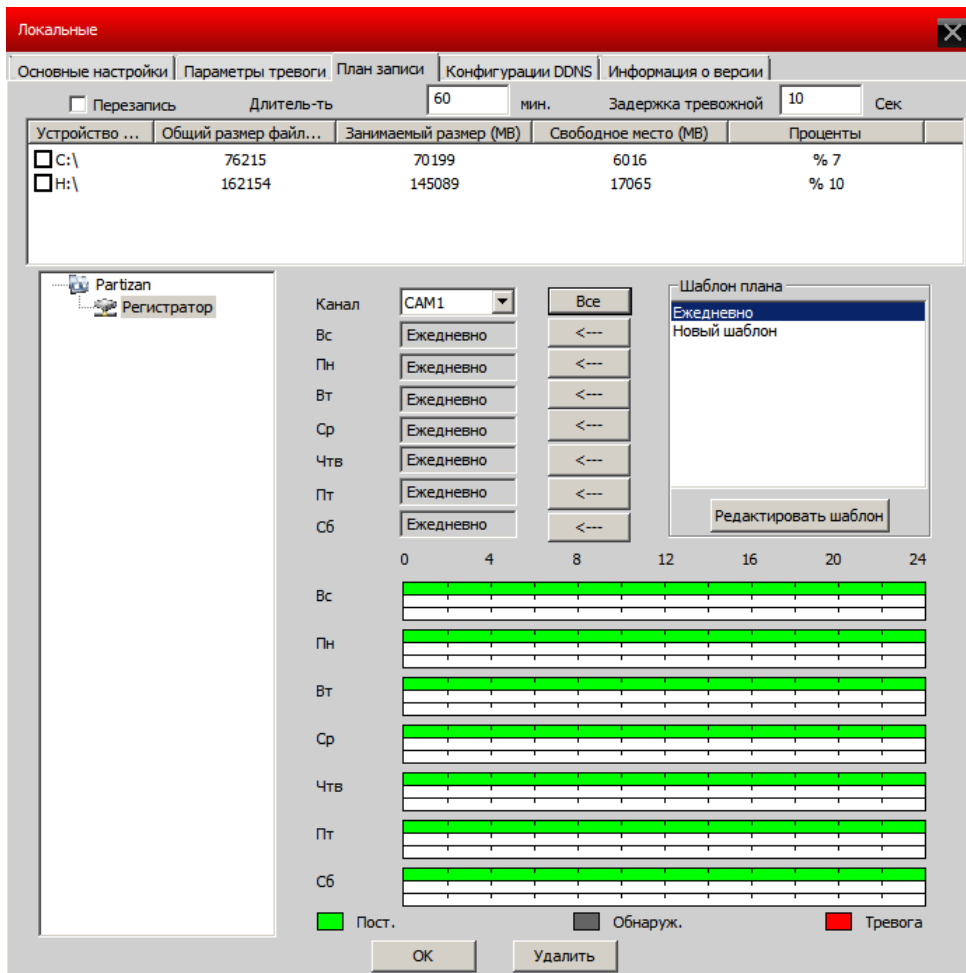 Локальные
Основные настройки Параметры тревоги План записи Конфигурации DDNS Информация о версии
Перезапись Длитель-ть 60 мин. Задержка тревожной 10 Сек
Устройство ... Общий размер файл... Занимаемый размер (MB) Свободное место (MB) Проценты
C:\ 76215 70199 6016 % 7
H:\ 162154 145089 17065 % 10
Partizan
Регистратор
Канал CAM1 Все
Вс Ежедневно <---
Пн Ежедневно <---
Вт Ежедневно <---
Ср Ежедневно <---
Чтв Ежедневно <---
Пт Ежедневно <---
Сб Ежедневно <---
Шаблон плана
Ежедневно
Новый шаблон
Редактировать шаблон
0 4 8 12 16 20 24
Вс
Пн
Вт
Ср
Чтв
Пт
Сб
Пост. Обнаруж. Тревога
OK Удалить